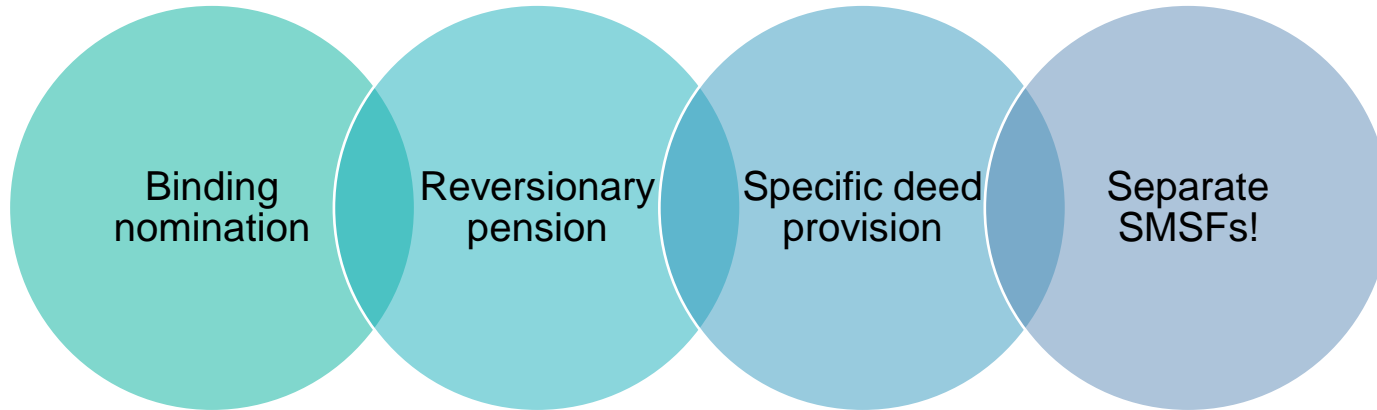 Binding
nomination
Reversionary
pension
Specific deed
provision
Separate
SMSFs!